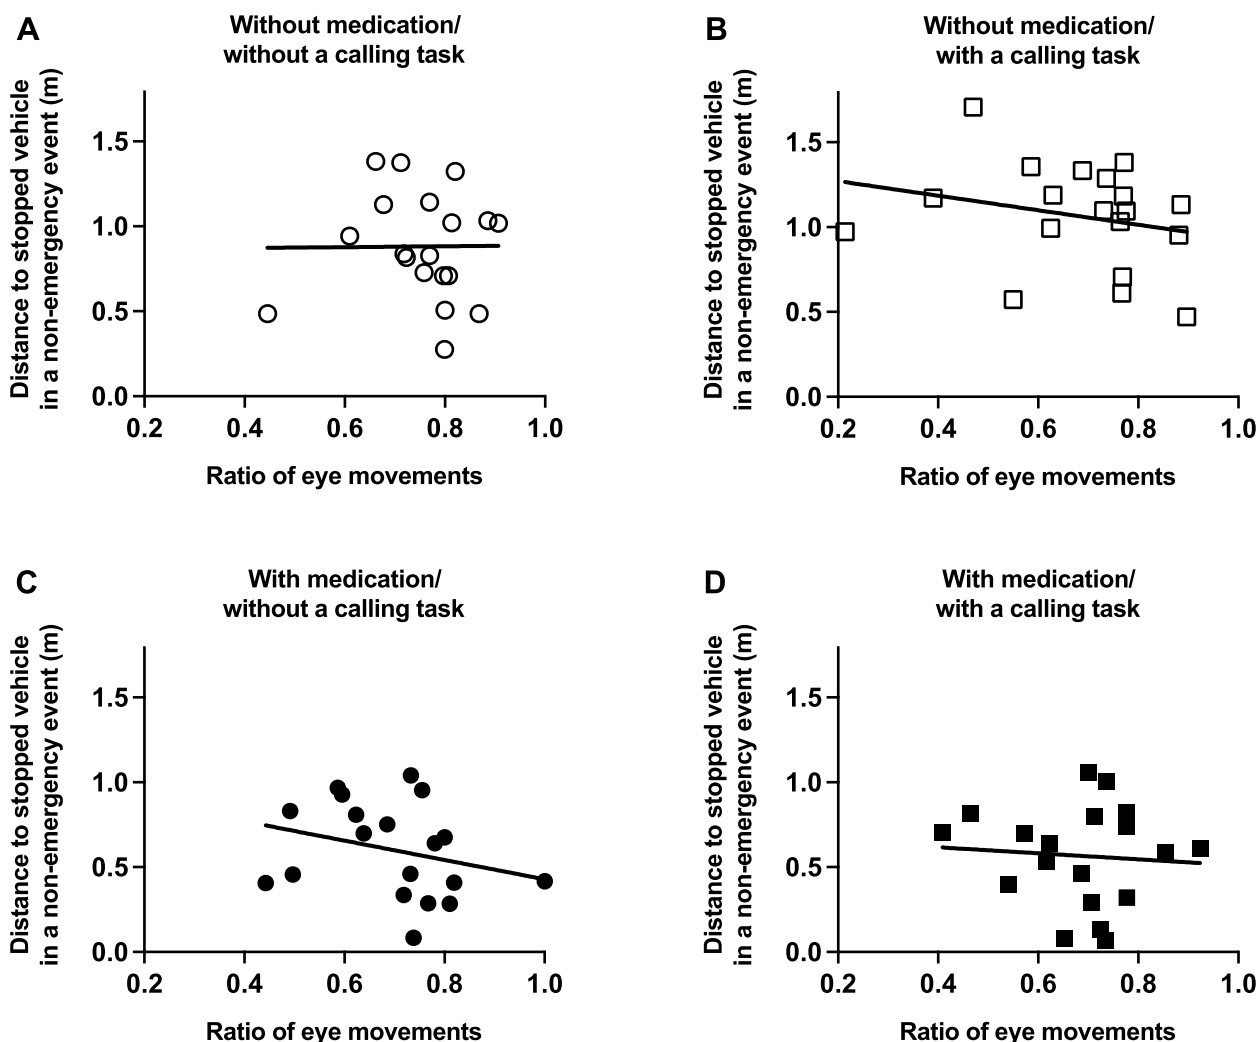 A
Without medication/
without a calling task
Distance to stopped vehicle
in a non-emergency event (m)
1.5
1.0
0.5
0.0
0.2 0.4 0.6 0.8 1.0
Ratio of eye movements
B
Without medication/
with a calling task
Distance to stopped vehicle
in a non-emergency event (m)
1.5
1.0
0.5
0.0
0.2 0.4 0.6 0.8 1.0
Ratio of eye movements
C
With medication/
without a calling task
Distance to stopped vehicle
in a non-emergency event (m)
1.5
1.0
0.5
0.0
0.2 0.4 0.6 0.8 1.0
Ratio of eye movements
D
With medication/
with a calling task
Distance to stopped vehicle
in a non-emergency event (m)
1.5
1.0
0.5
0.0
0.2 0.4 0.6 0.8 1.0
Ratio of eye movements